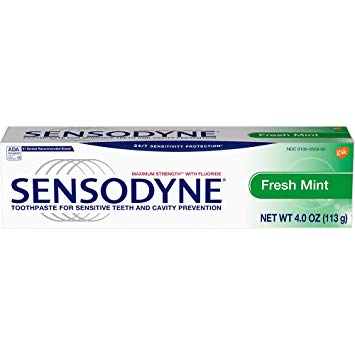 ADA
24/7 SENSITIVITY PROTECTION*
gsk
MAXIMUM STRENGTH** WITH FLUORIDE
SENSODYNE®
TOOTHPASTE FOR SENSITIVE TEETH AND CAVITY PREVENTION
Fresh Mint
NET WT 4.0 OZ (113 g)